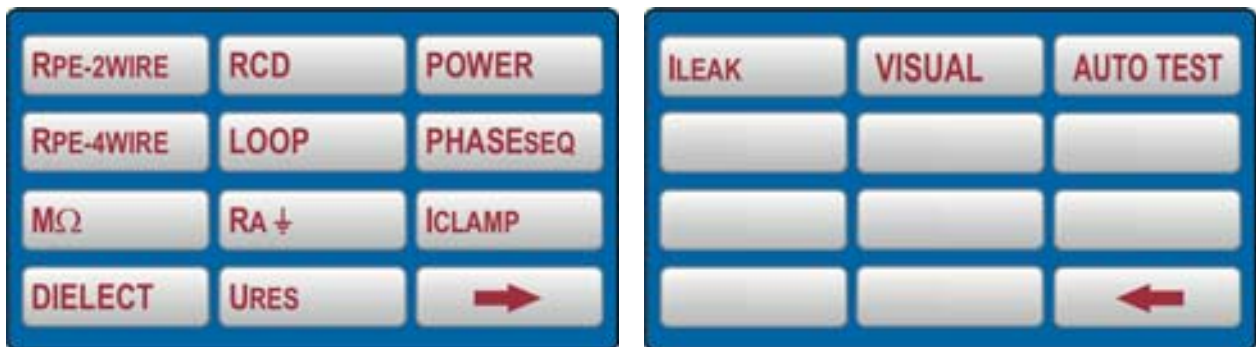 RPE-2WIRE RCD POWER
RPE-4WIRE LOOP PHASESEQ
MΩ RA ⏚ ICLAMP
DIELECT URES
ILEAK VISUAL AUTO TEST